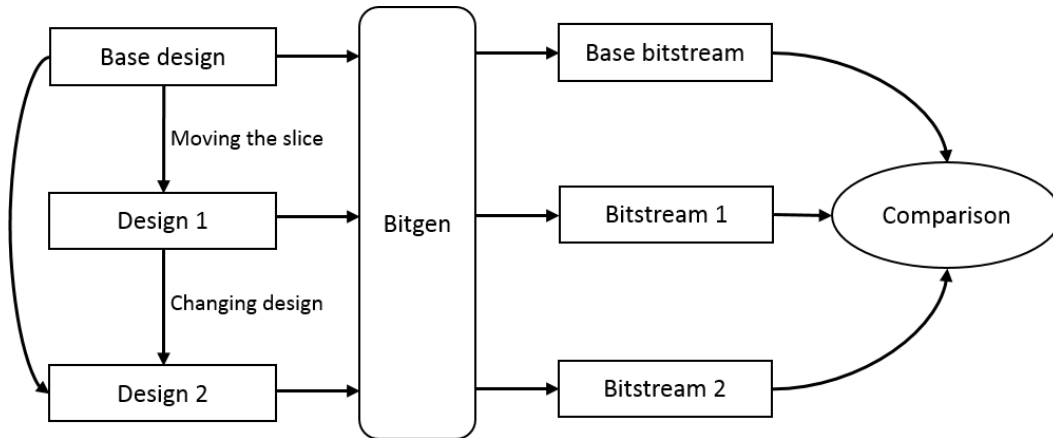 Base design
Base bitstream
Moving the slice
Design 1
Bitgen
Bitstream 1
Comparison
Changing design
Design 2
Bitstream 2